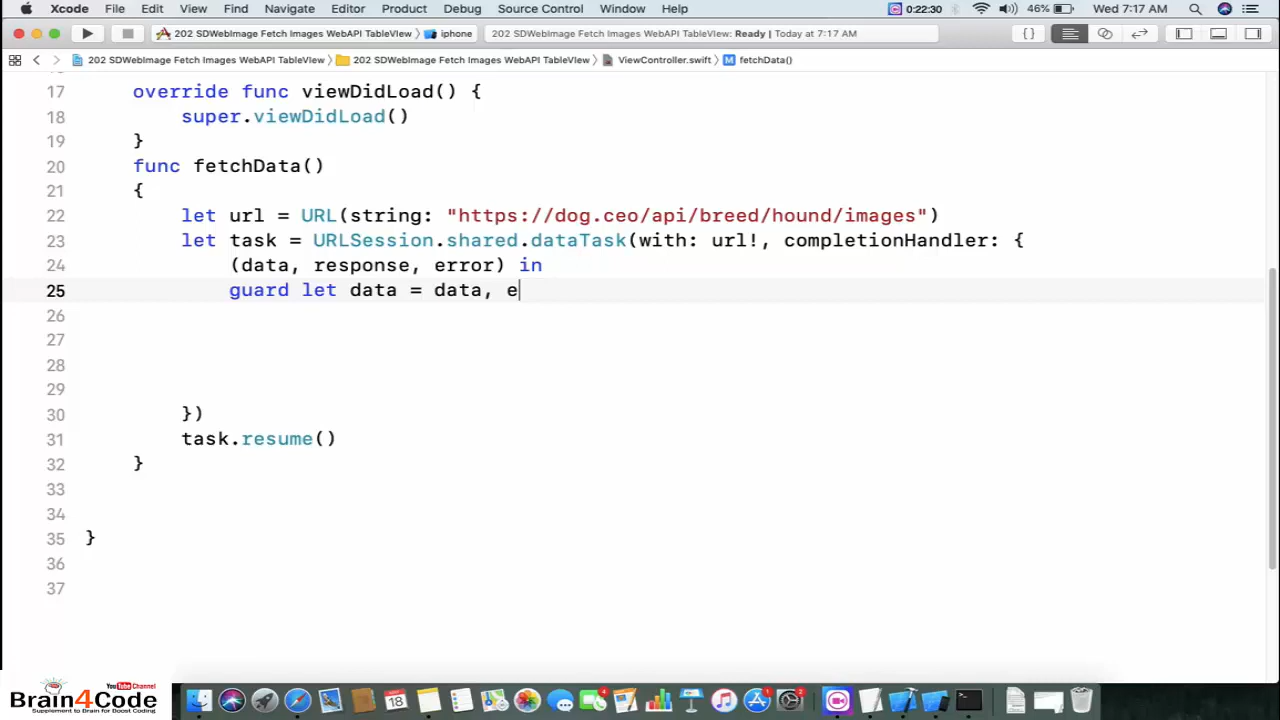 Xcode File Edit View Find Navigate Editor Product Debug Source Control Window Help 0:22:30 46% Wed 7:17 AM
202 SDWebImage Fetch Images WebAPI TableView iphone 202 SDWebImage Fetch Images WebAPI TableVIew: Ready | Today at 7:17 AM
202 SDWebImage Fetch Images WebAPI TableVIew 202 SDWebImage Fetch Images WebAPI TableVIew ViewController.swift M fetchData()
17 override func viewDidLoad() {
18 super.viewDidLoad()
19 }
20 func fetchData()
21 {
22 let url = URL(string: "https://dog.ceo/api/breed/hound/images")
23 let task = URLSession.shared.dataTask(with: url!, completionHandler: {
24 (data, response, error) in
25 guard let data = data, e
26
27
28
29
30 })
31 task.resume()
32 }
33
34
35 }
36
37
YouTube Channel
Brain4Code
Supplement to Brain for Boost Coding